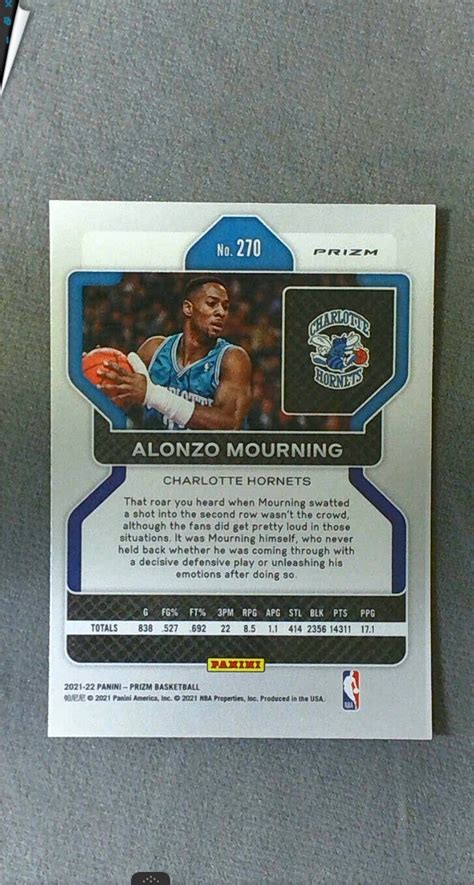 No. 270
PRIZM
CHARLOTTE
HORNETS
ALONZO MOURNING
CHARLOTTE HORNETS
That roar you heard when Mourning swatted
a shot into the second row wasn't the crowd,
although the fans did get pretty loud in those
situations. It was Mourning himself, who never
held back whether he was coming through with
a decisive defensive play or unleashing his
emotions after doing so.
G FG% FT% 3PM RPG APG STL BLK PTS PPG
TOTALS 838 .527 .692 22 8.5 1.1 414 2356 14311 17.1
PANINI
2021-22 PANINI – PRIZM BASKETBALL
帕尼尼 © 2021 Panini America, Inc. © 2021 NBA Properties, Inc. Produced in the USA.
NBA